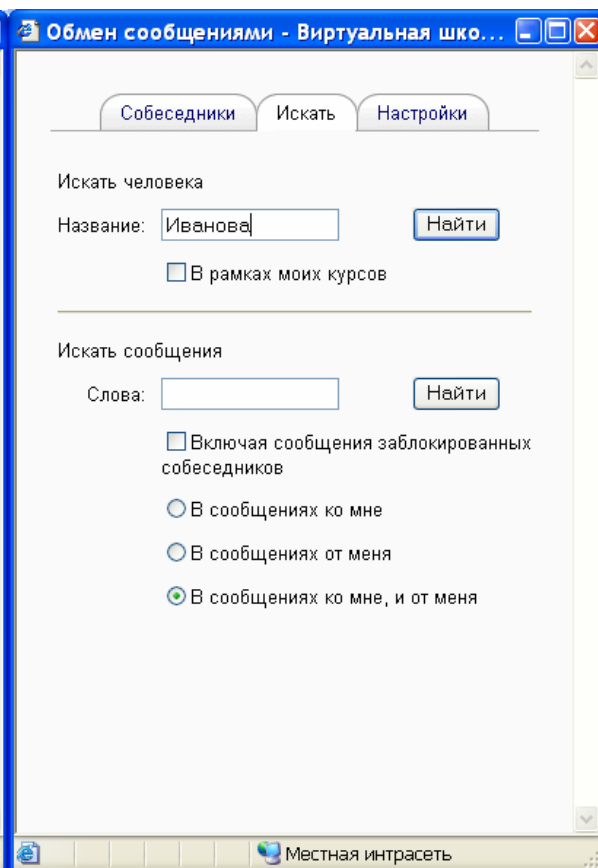 Обмен сообщениями - Виртуальная шко...
Собеседники Искать Настройки
Искать человека
Название: Иванова Найти
В рамках моих курсов
Искать сообщения
Слова: Найти
Включая сообщения заблокированных
собеседников
В сообщениях ко мне
В сообщениях от меня
В сообщениях ко мне, и от меня
Местная интрасеть